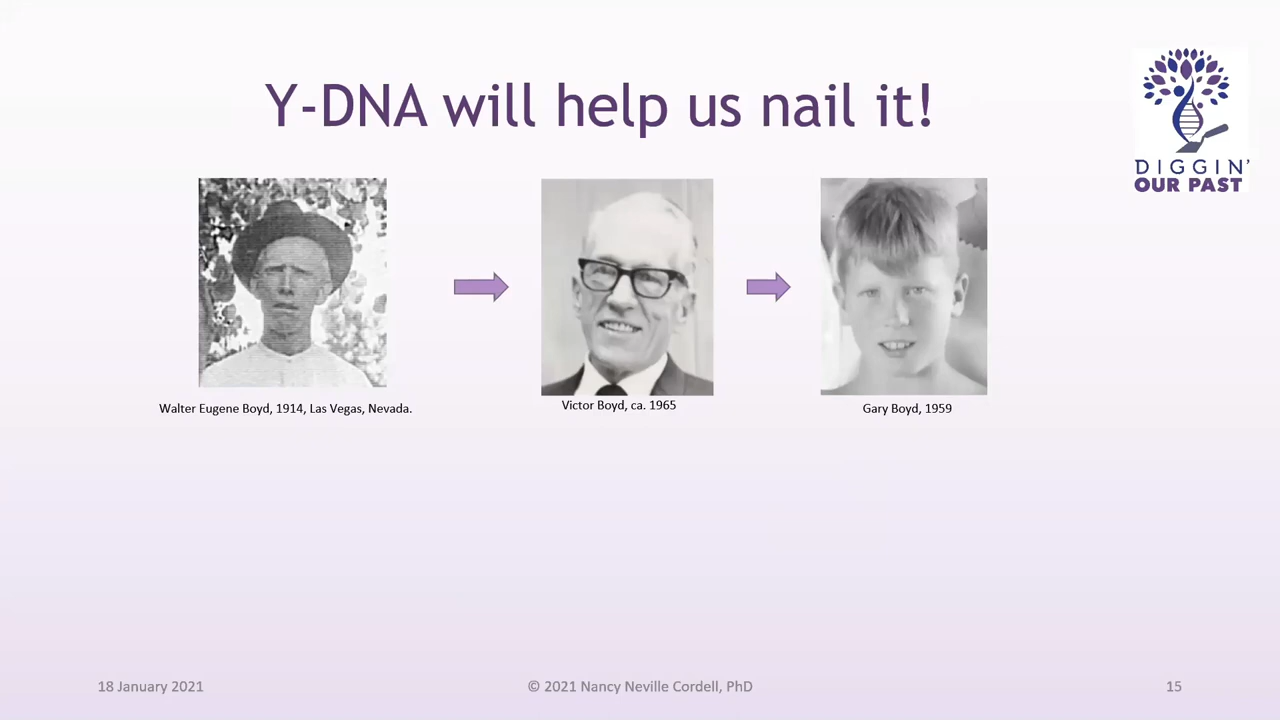 Y-DNA will help us nail it!
DIGGIN'
OUR PAST
Walter Eugene Boyd, 1914, Las Vegas, Nevada.
Victor Boyd, ca. 1965
Gary Boyd, 1959
18 January 2021
© 2021 Nancy Neville Cordell, PhD
15